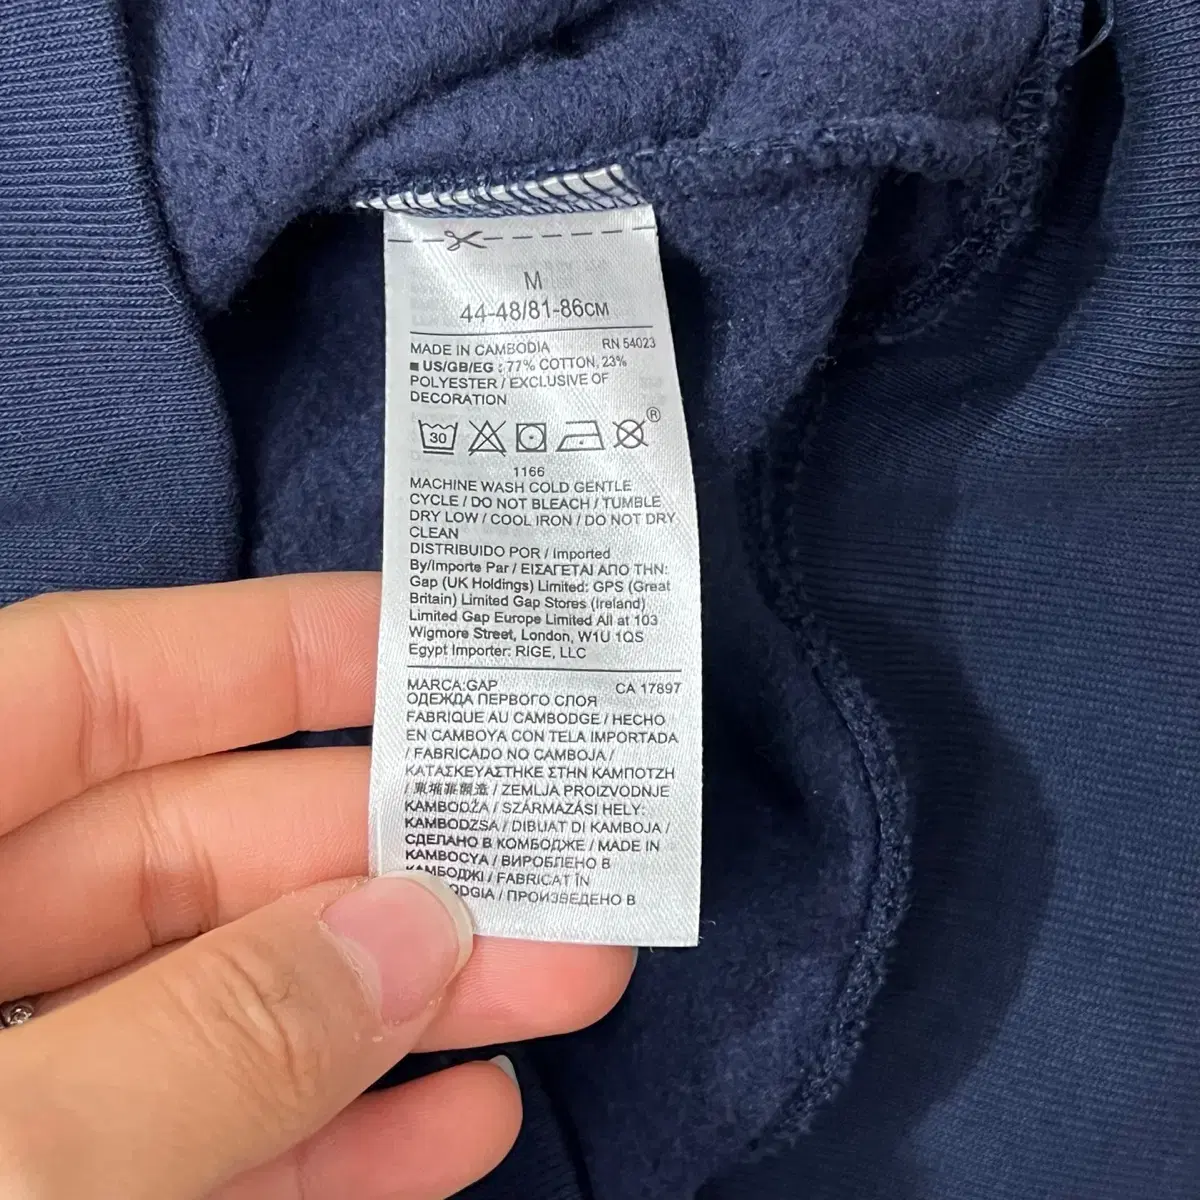 M
44-48/81-86CM
MADE IN CAMBODIA RN 54023
■ US/GB/EG : 77% COTTON, 23%
POLYESTER / EXCLUSIVE OF
DECORATION
30 ®
1166
MACHINE WASH COLD GENTLE
CYCLE / DO NOT BLEACH / TUMBLE
DRY LOW / COOL IRON / DO NOT DRY
CLEAN
DISTRIBUIDO POR / Imported
By/Importe Par / ΕΙΣΑΓΕΤΑΙ ΑΠΟ ΤΗΝ:
Gap (UK Holdings) Limited: GPS (Great
Britain) Limited Gap Stores (Ireland)
Limited Gap Europe Limited All at 103
Wigmore Street, London, W1U 1QS
Egypt Importer: RIGE, LLC
MARCA:GAP CA 17897
ОДЕЖДА ПЕРВОГО СЛОЯ
FABRIQUE AU CAMBODGE / HECHO
EN CAMBOYA CON TELA IMPORTADA
/ FABRICADO NO CAMBOJA /
ΚΑΤΑΣΚΕΥΑΣΤΗΚΕ ΣΤΗΝ ΚΑΜΠΟΤΖΗ
/ 柬埔寨制造 / ZEMLJA PROIZVODNJE
KAMBODŽA / SZÁRMAZÁSI HELY:
KAMBODZSA / DIBUAT DI KAMBOJA /
СДЕЛАНО В КОМБОДЖЕ / MADE IN
KAMBOCYA / ВИРОБЛЕНО В
КАМБОДЖІ / FABRICAT ÎN
/ ПРОИЗВЕДЕНО В